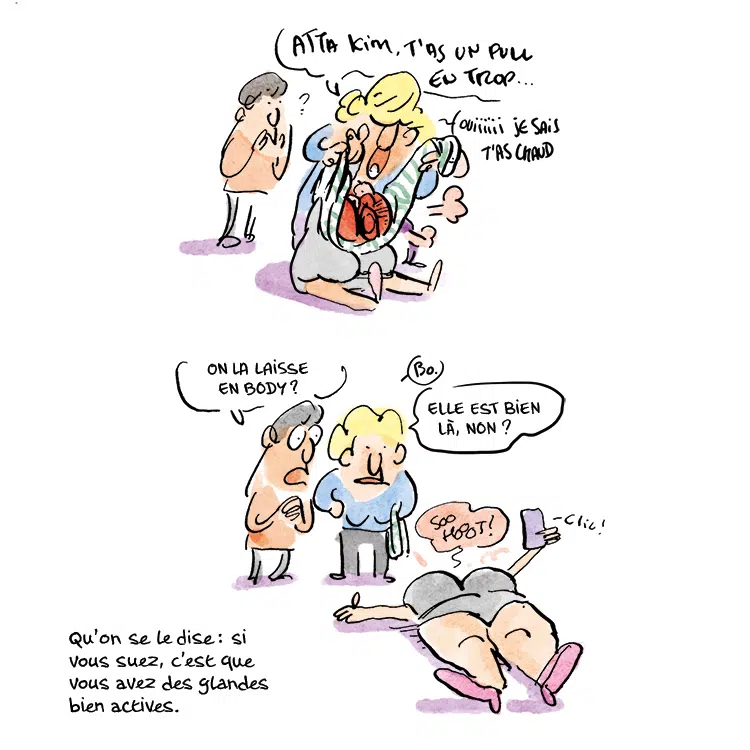 ATTA KIM, T'AS UN PULL
EN TROP...
?
OUIIIIII JE SAIS
T'AS CHAUD
ON LA LAISSE
EN BODY ?
BO.
ELLE EST BIEN
LÀ, NON ?
SOO
HOOOT!
CLIC!
Qu'on se le dise : si
vous suez, c'est que
vous avez des glandes
bien actives.